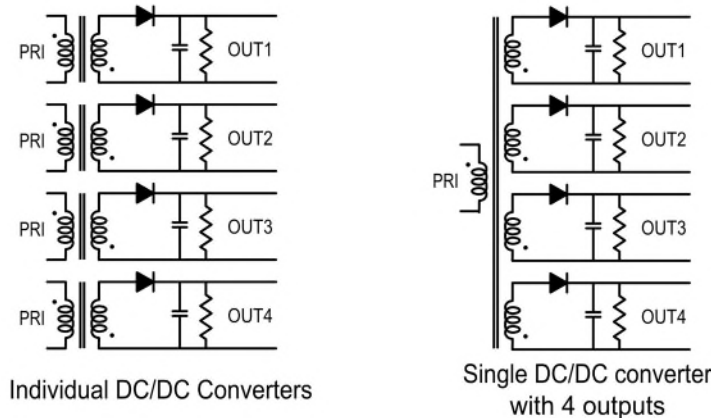 PRI
OUT1
PRI
OUT2
PRI
OUT3
PRI
OUT4
Individual DC/DC Converters
OUT1
OUT2
PRI
OUT3
OUT4
Single DC/DC converter
with 4 outputs